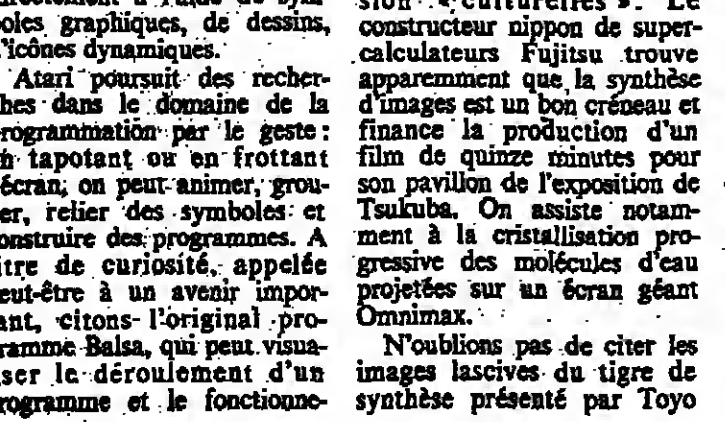 boles graphiques, de dessins,
d'icônes dynamiques.
Atari poursuit des recher-
ches dans le domaine de la
programmation par le geste :
en tapotant ou en frottant
l'écran, on peut animer, grou-
per, relier des symboles et
construire des programmes. A
titre de curiosité, appelée
peut-être à un avenir impor-
tant, citons l'original pro-
gramme Balsa, qui peut visua-
liser le déroulement d'un
programme et le fonctionne-
sion « culturelles ». Le
constructeur nippon de super-
calculateurs Fujitsu trouve
apparemment que la synthèse
d'images est un bon créneau et
finance la production d'un
film de quinze minutes pour
son pavillon de l'exposition de
Tsukuba. On assiste notam-
ment à la cristallisation pro-
gressive des molécules d'eau
projetées sur un écran géant
Omnimax.
N'oublions pas de citer les
images lascives du tigre de
synthèse présenté par Toyo